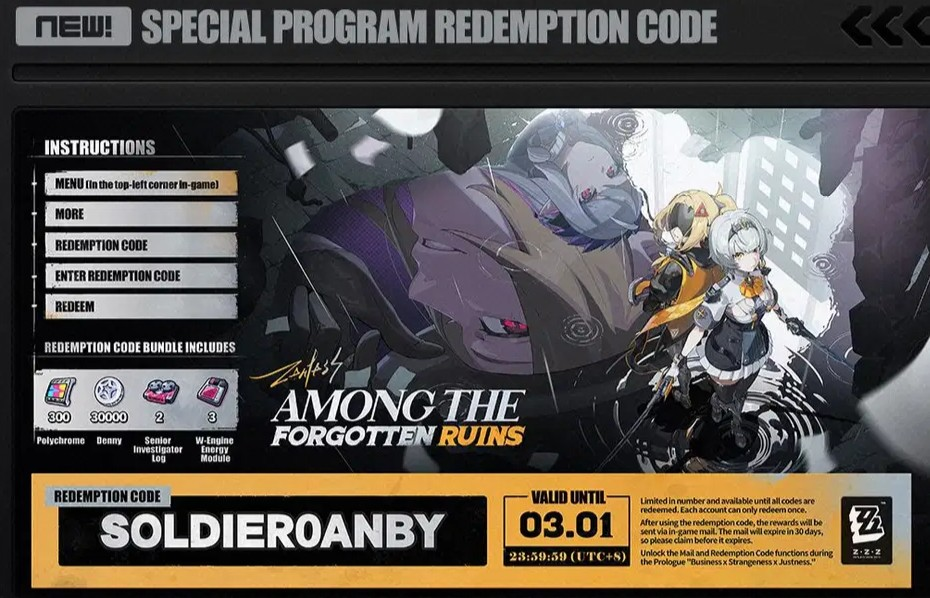 NEW! SPECIAL PROGRAM REDEMPTION CODE
INSTRUCTIONS
MENU (In the top-left corner in-game)
MORE
REDEMPTION CODE
ENTER REDEMPTION CODE
REDEEM
REDEMPTION CODE BUNDLE INCLUDES
300 30000 2 3
Polychrome Denny Senior Investigator Log W-Engine Energy Module
AMONG THE
FORGOTTEN RUINS
REDEMPTION CODE
SOLDIER0ANBY
VALID UNTIL
03.01
23:59:59 (UTC+8)
Limited in number and available until all codes are
redeemed. Each account can only redeem once.
After using the redemption code, the rewards will be
sent via in-game mail. The mail will expire in 30 days,
so please claim before it expires.
Unlock the Mail and Redemption Code functions during
the Prologue "Business x Strangeness x Justness."
Z·Z·Z